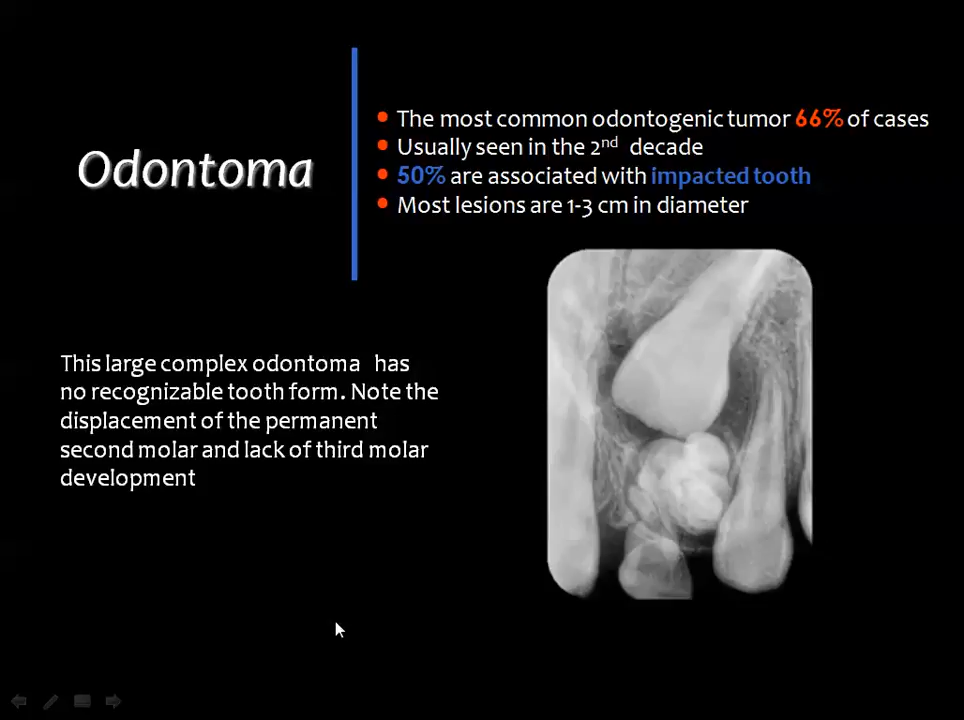 Odontoma
The most common odontogenic tumor 66% of cases
Usually seen in the 2nd decade
50% are associated with impacted tooth
Most lesions are 1-3 cm in diameter
This large complex odontoma has
no recognizable tooth form. Note the
displacement of the permanent
second molar and lack of third molar
development